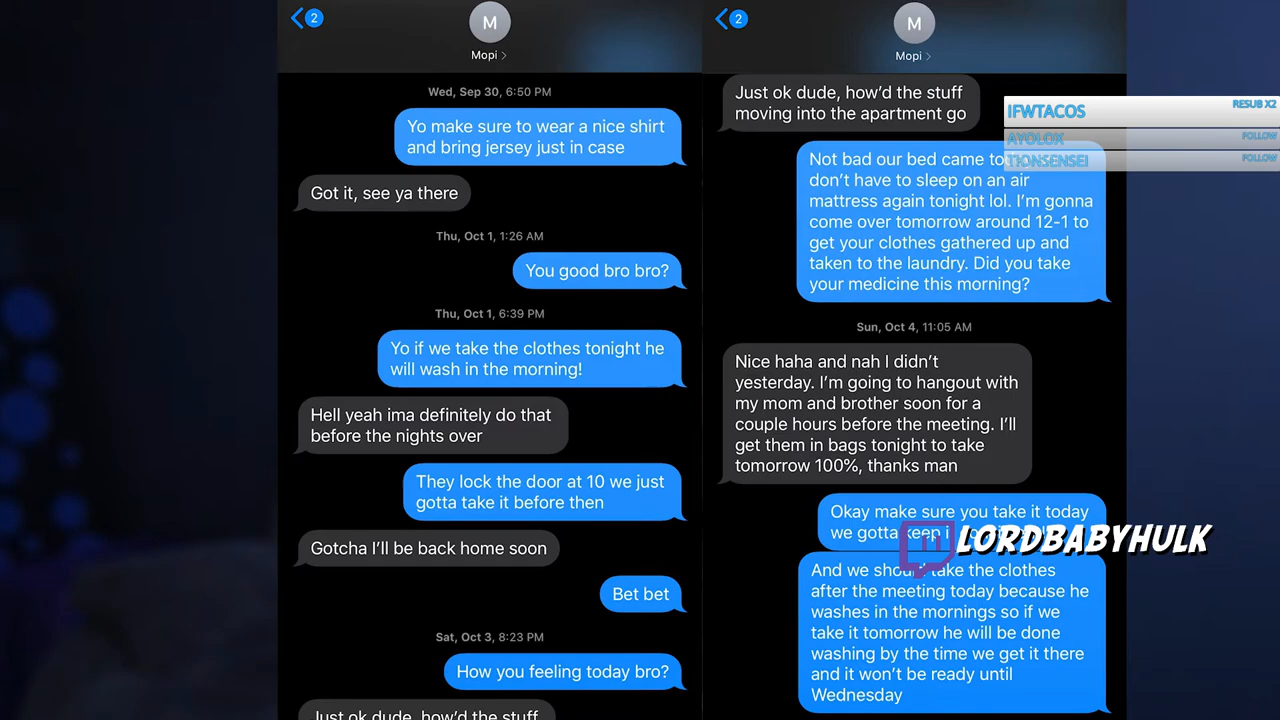 2
M
Mopi
Wed, Sep 30, 6:50 PM
Yo make sure to wear a nice shirt
and bring jersey just in case
Got it, see ya there
Thu, Oct 1, 1:26 AM
You good bro bro?
Thu, Oct 1, 6:39 PM
Yo if we take the clothes tonight he
will wash in the morning!
Hell yeah ima definitely do that
before the nights over
They lock the door at 10 we just
gotta take it before then
Gotcha I'll be back home soon
Bet bet
Sat, Oct 3, 8:23 PM
How you feeling today bro?
Just ok dude, how'd the stuff
2
M
Mopi
Just ok dude, how'd the stuff
moving into the apartment go
Not bad our bed came
don't have to sleep on an air
mattress again tonight lol. I'm gonna
come over tomorrow around 12-1 to
get your clothes gathered up and
taken to the laundry. Did you take
your medicine this morning?
Sun, Oct 4, 11:05 AM
Nice haha and nah I didn't
yesterday. I'm going to hangout with
my mom and brother soon for a
couple hours before the meeting. I'll
get them in bags tonight to take
tomorrow 100%, thanks man
Okay make sure you take it today
we gotta keep
And we should take the clothes
after the meeting today because he
washes in the mornings so if we
take it tomorrow he will be done
washing by the time we get it there
and it won't be ready until
Wednesday
IFWTACOS RESUB X2
AYOLOX FOLLOW
TIONSENSEI FOLLOW
LORDBABYHULK